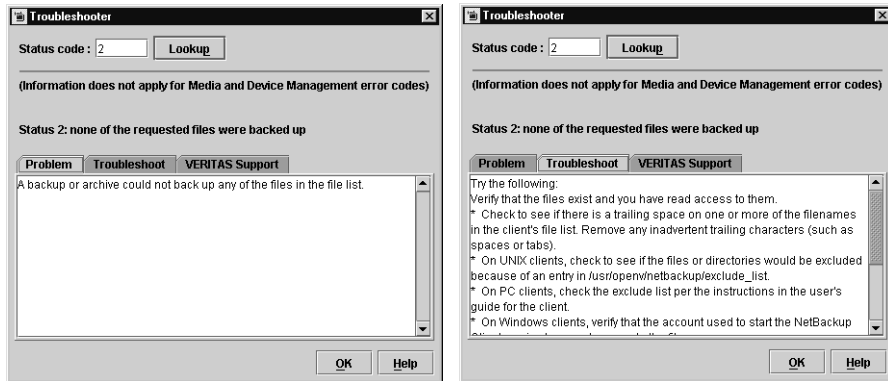 Troubleshooter
Status code : 2 Lookup
(Information does not apply for Media and Device Management error codes)
Status 2: none of the requested files were backed up
Problem Troubleshoot VERITAS Support
A backup or archive could not back up any of the files in the file list.
OK Help
Troubleshooter
Status code : 2 Lookup
(Information does not apply for Media and Device Management error codes)
Status 2: none of the requested files were backed up
Problem Troubleshoot VERITAS Support
Try the following:
Verify that the files exist and you have read access to them.
* Check to see if there is a trailing space on one or more of the filenames
in the client's file list. Remove any inadvertent trailing characters (such as
spaces or tabs).
* On UNIX clients, check to see if the files or directories would be excluded
because of an entry in /usr/openv/netbackup/exclude_list.
* On PC clients, check the exclude list per the instructions in the user's
guide for the client.
* On Windows clients, verify that the account used to start the NetBackup
OK Help